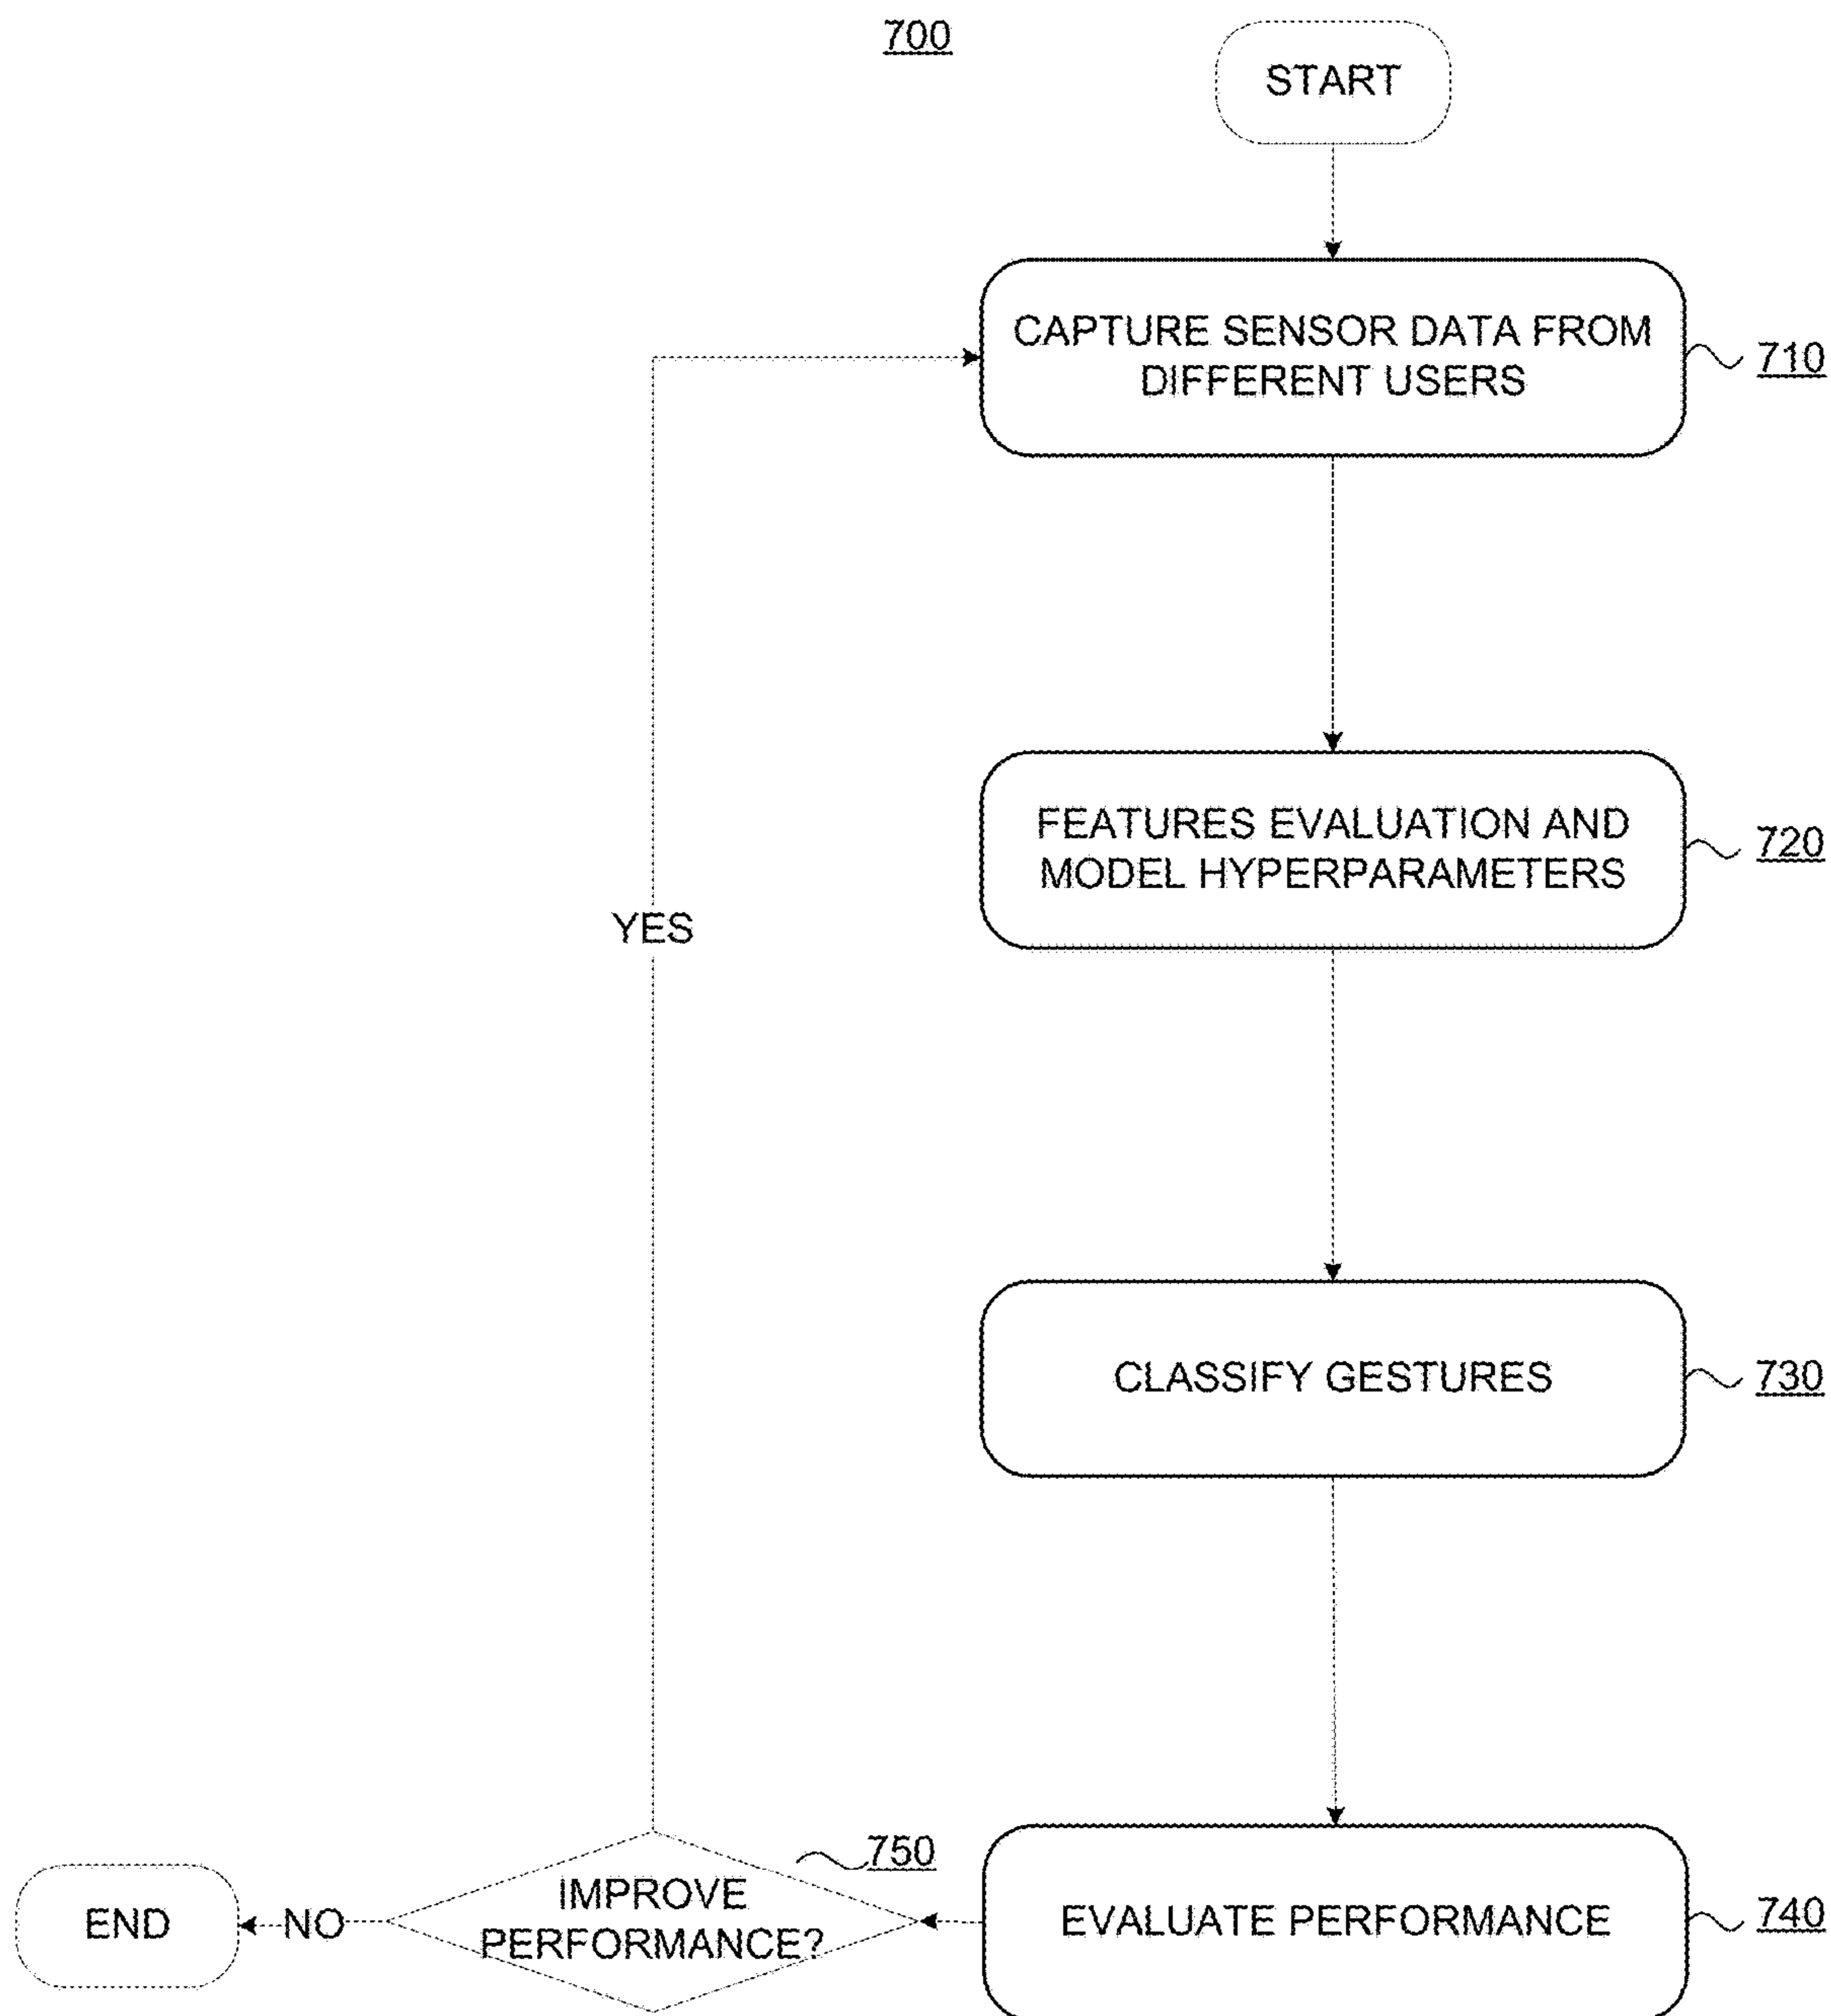 700
START
CAPTURE SENSOR DATA FROM
DIFFERENT USERS
710
FEATURES EVALUATION AND
MODEL HYPERPARAMETERS
720
YES
CLASSIFY GESTURES
730
EVALUATE PERFORMANCE
740
750
IMPROVE
PERFORMANCE?
NO
END